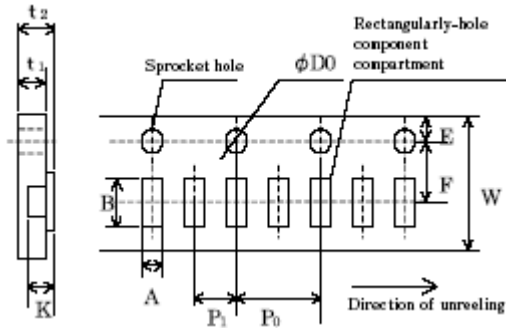 t₂
t₁
Sprocket hole
ϕD0
Rectangularly-hole
component
compartment
E
F
W
B
K
A
P₁
P₀
Direction of unreeling